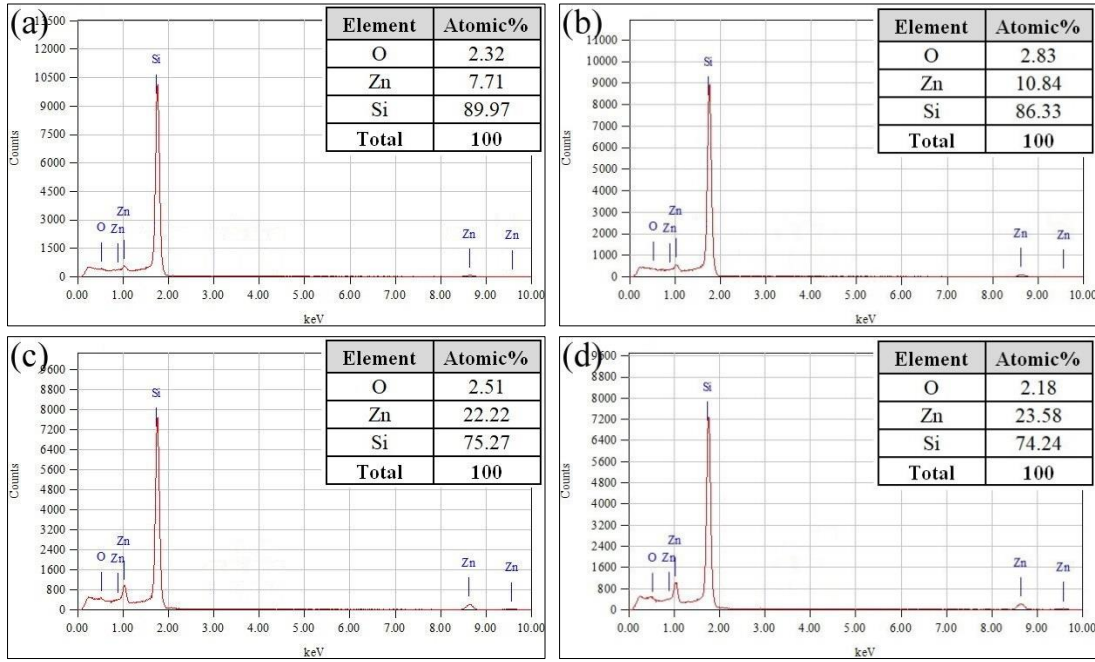 (a)
Element Atomic%
O 2.32
Zn 7.71
Si 89.97
Total 100
13500
12000
10500
9000
7500
6000
4500
3000
1500
0
Counts
Si
O
Zn
Zn
Zn
Zn
0.00 1.00 2.00 3.00 4.00 5.00 6.00 7.00 8.00 9.00 10.00
keV
(b)
Element Atomic%
O 2.83
Zn 10.84
Si 86.33
Total 100
11000
10000
9000
8000
7000
6000
5000
4000
3000
2000
1000
0
Counts
Si
O
Zn
Zn
Zn
Zn
0.00 1.00 2.00 3.00 4.00 5.00 6.00 7.00 8.00 9.00 10.00
keV
(c)
Element Atomic%
O 2.51
Zn 22.22
Si 75.27
Total 100
9600
8800
8000
7200
6400
5600
4800
4000
3200
2400
1600
800
0
Counts
Si
O
Zn
Zn
Zn
Zn
0.00 1.00 2.00 3.00 4.00 5.00 6.00 7.00 8.00 9.00 10.00
keV
(d)
Element Atomic%
O 2.18
Zn 23.58
Si 74.24
Total 100
9600
8800
8000
7200
6400
5600
4800
4000
3200
2400
1600
800
0
Counts
Si
O
Zn
Zn
Zn
Zn
0.00 1.00 2.00 3.00 4.00 5.00 6.00 7.00 8.00 9.00 10.00
keV